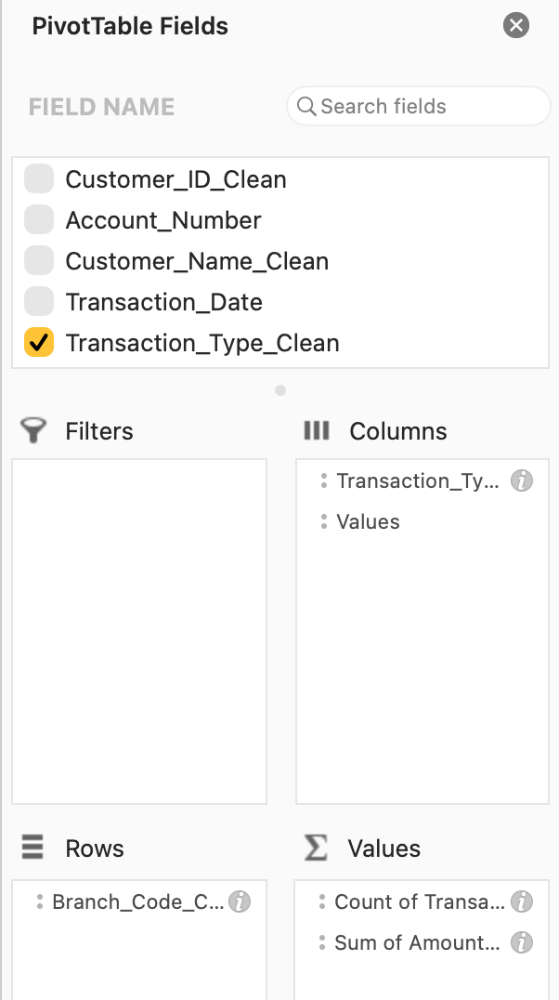 PivotTable Fields
FIELD NAME
Search fields
Customer_ID_Clean
Account_Number
Customer_Name_Clean
Transaction_Date
Transaction_Type_Clean
Filters
Columns
Transaction_Ty...
Values
Rows
Values
Branch_Code_C...
Count of Transa...
Sum of Amount...